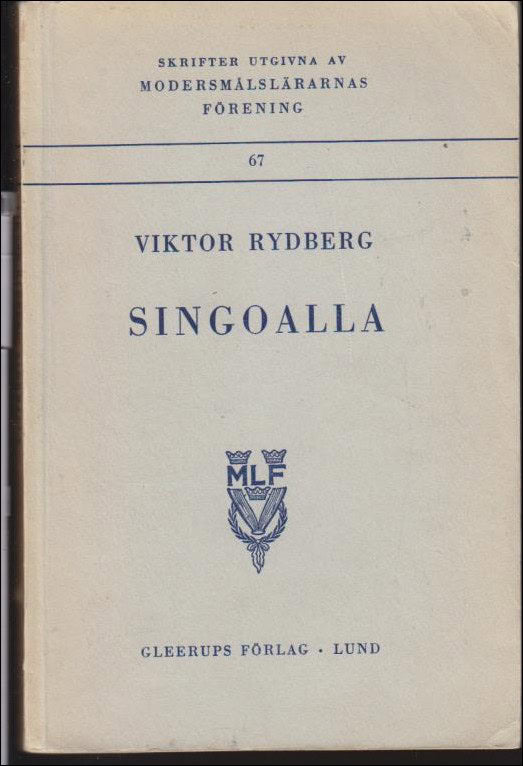 SKRIFTER UTGIVNA AV
MODERSMÅLSLÄRARNAS
FÖRENING
67
VIKTOR RYDBERG
SINGOALLA
MLF
GLEERUPS FÖRLAG • LUND